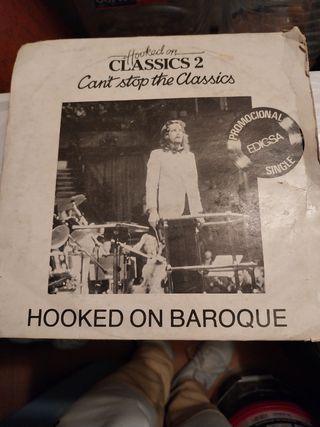 Hooked on
CLASSICS 2
Can't stop the Classics
PROMOCIONAL
EDIGSA
SINGLE
HOOKED ON BAROQUE